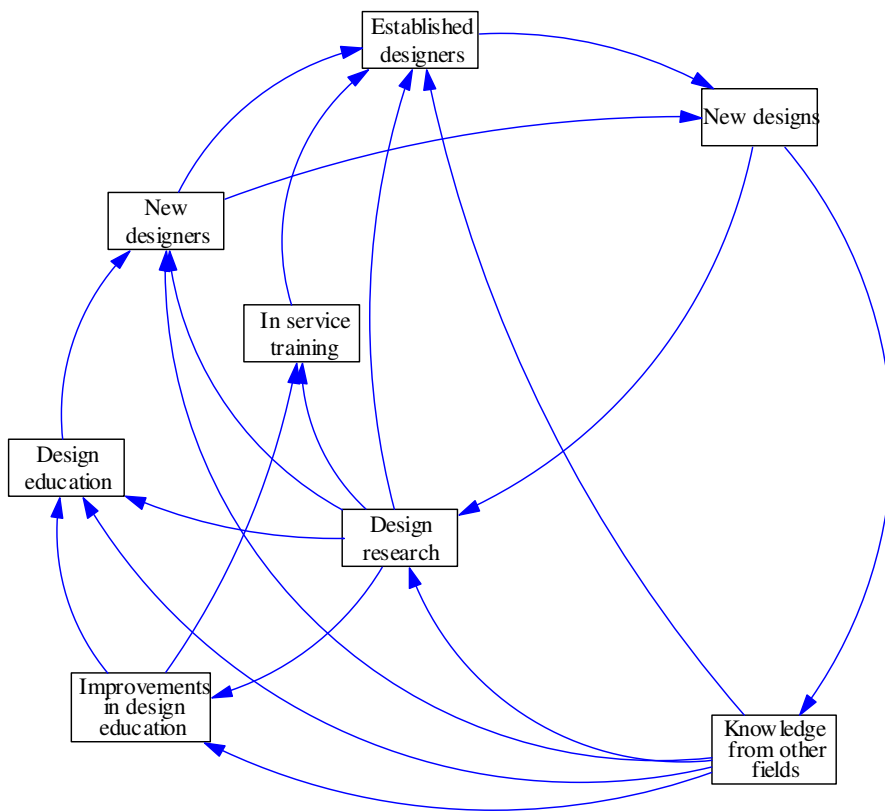 Established
designers
New designs
New
designers
In service
training
Design
education
Design
research
Improvements
in design
education
Knowledge
from other
fields